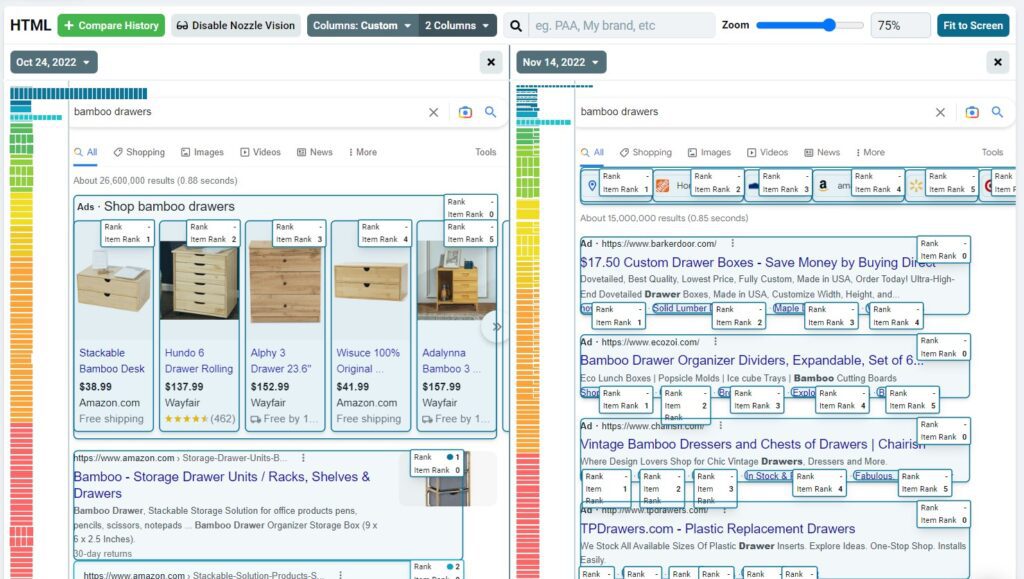 HTML
+ Compare History
Disable Nozzle Vision
Columns: Custom
2 Columns
eg. PAA, My brand, etc
Zoom
75%
Fit to Screen
Oct 24, 2022
bamboo drawers
All
Shopping
Images
Videos
News
More
Tools
About 26,600,000 results (0.88 seconds)
Ads · Shop bamboo drawers
Rank -
Item Rank 0
Rank -
Item Rank 1
Rank -
Item Rank 2
Rank -
Item Rank 3
Rank -
Item Rank 4
Rank -
Item Rank 5
Stackable
Bamboo Desk
$38.99
Amazon.com
Free shipping
Hundo 6
Drawer Rolling
$137.99
Wayfair
(462)
Alphy 3
Drawer 23.6"
$152.99
Wayfair
Free by 1...
Wisuce 100%
Original ...
$41.99
Amazon.com
Free shipping
Adalynna
Bamboo 3 ...
$157.99
Wayfair
Free by 1...
https://www.amazon.com › Storage-Drawer-Units-B...
Rank 1
Item Rank 0
Bamboo - Storage Drawer Units / Racks, Shelves &
Drawers
Bamboo Drawer, Stackable Storage Solution for office products pens,
pencils, scissors, notepads ... Bamboo Drawer Organizer Storage Box (9 x
6 x 2.5 Inches).
30-day returns
https://www.amazon.com › Stackable-Solution-Products-S...
Rank 2
Item Rank 0
Nov 14, 2022
bamboo drawers
All
Shopping
Images
Videos
News
More
Tools
Rank -
Item Rank 1
Rank -
Item Rank 2
Rank -
Item Rank 3
a am
Rank -
Item Rank 4
Rank -
Item Rank 5
Rank
Item
About 15,000,000 results (0.85 seconds)
Ad · https://www.barkerdoor.com/
Rank -
Item Rank 0
$17.50 Custom Drawer Boxes - Save Money by Buying Direct
Dovetailed, Best Quality, Lowest Price, Fully Custom, Made in USA, Order Today! Ultra-High-
End Dovetailed Drawer Boxes, Made in USA, Customize Width, Height, and...
Solid Lumber
Maple
Rank -
Item Rank 1
Rank -
Item Rank 2
Rank -
Item Rank 3
Rank -
Item Rank 4
Ad · https://www.ecozoi.com/
Rank -
Item Rank 0
Bamboo Drawer Organizer Dividers, Expandable, Set of 6...
Eco Lunch Boxes | Popsicle Molds | Ice cube Trays | Bamboo Cutting Boards
Rank -
Item Rank 1
Rank -
Item Rank 2
Rank -
Item Rank 3
Rank -
Item Rank 4
Rank -
Item Rank 5
Ad · https://www.chairish.com/
Rank -
Item Rank 0
Vintage Bamboo Dressers and Chests of Drawers | Chairish
Where Design Lovers Shop for Chic Vintage Drawers, Dressers and More.
In Stock &
Fabulous
Rank -
Item Rank 1
Rank -
Item Rank 2
Rank -
Item Rank 3
Rank -
Item Rank 4
Rank -
Item Rank 5
Ad · http://www.tpdrawers.com/
Rank -
Item Rank 0
TPDrawers.com - Plastic Replacement Drawers
We Stock All Available Sizes Of Plastic Drawer Inserts. Explore Ideas. One-Stop Shop. Installs
Easily.
Rank -
Rank -
Rank
Rank
Rank -
Rank -